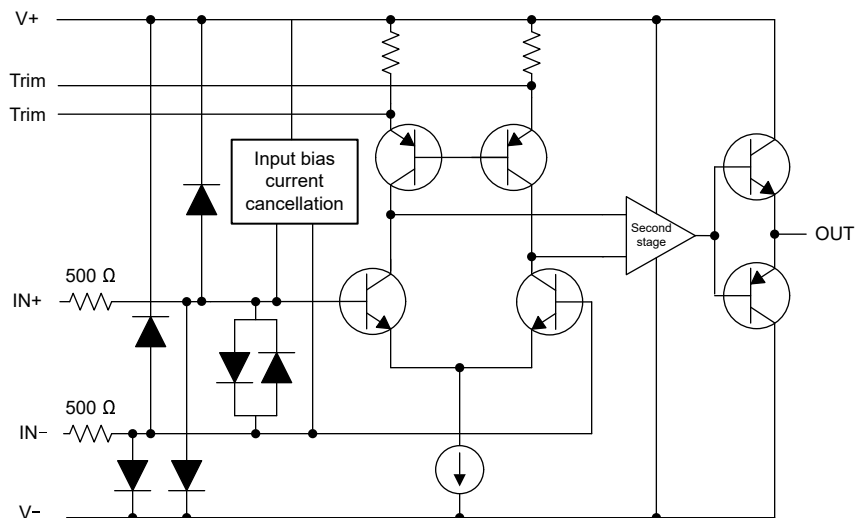 V+
Trim
Trim
Input bias
current
cancellation
Second
stage
OUT
500 Ω
IN+
500 Ω
IN−
V−